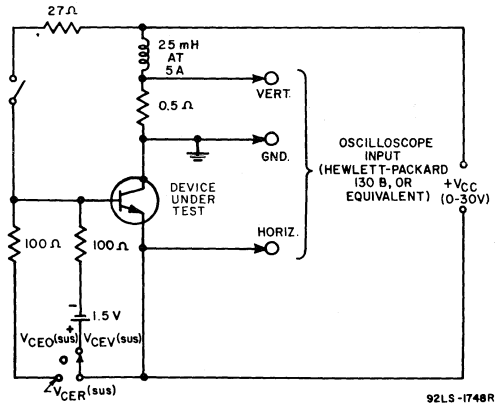 27Ω
25 mH
AT
5 A
0.5 Ω
VERT.
GND.
HORIZ.
OSCILLOSCOPE
INPUT
(HEWLETT-PACKARD
130 B, OR
EQUIVALENT)
+VCC
(0-30V)
DEVICE
UNDER
TEST
100Ω
100Ω
-
1.5 V
+
VCEO(sus)
VCEV(sus)
VCER(sus)
92LS-1748R